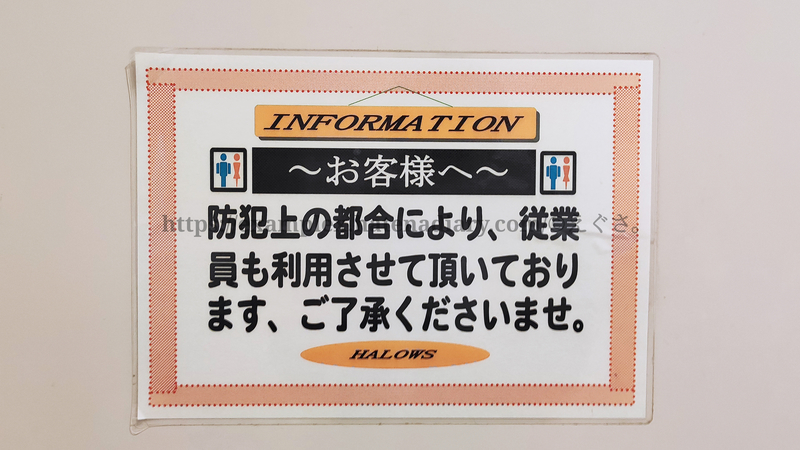 INFORMATION
～お客様へ～
防犯上の都合により、従業
員も利用させて頂いており
ます、ご了承くださいませ。
HALOWS